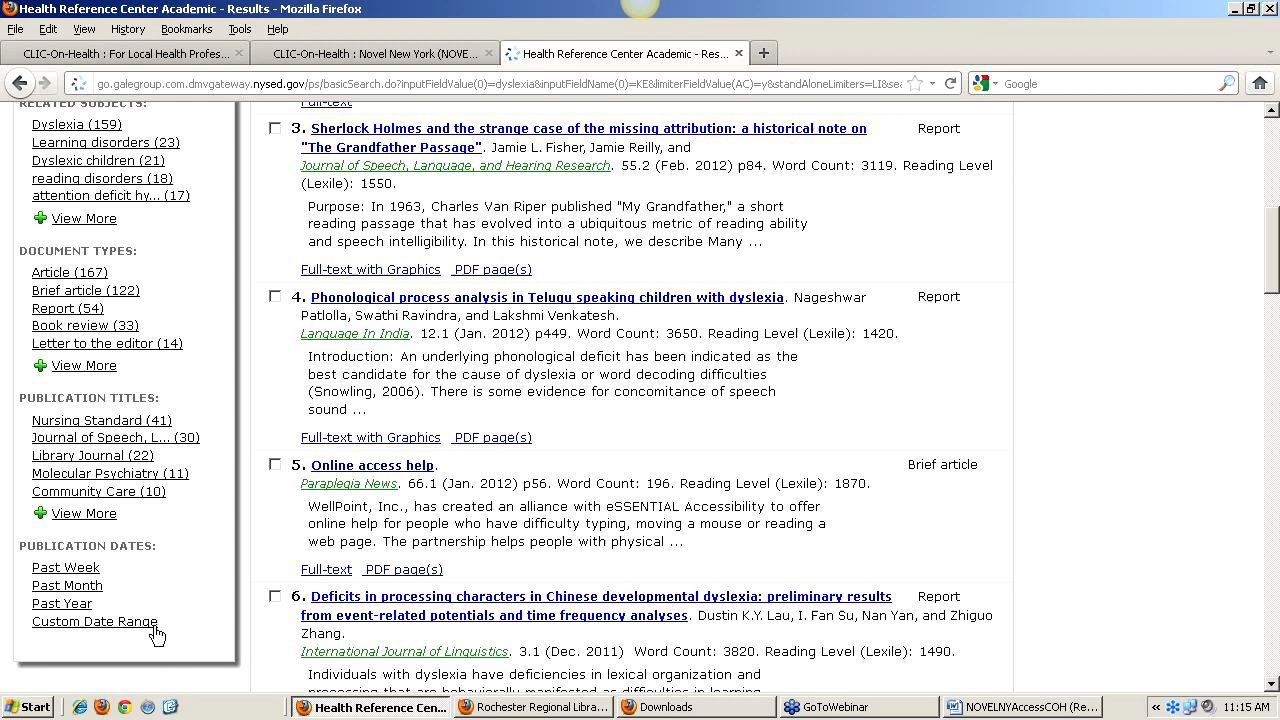 Health Reference Center Academic - Results - Mozilla Firefox
File Edit View History Bookmarks Tools Help
CLIC-On-Health : For Local Health Profes... CLIC-On-Health : Novel New York (NOVE... Health Reference Center Academic - Res...
go.galegroup.com.dmvgateway.nysed.gov/ps/basicSearch.do?inputFieldValue(0)=dyslexia&inputFieldName(0)=KE&limiterFieldValue(AC)=y&standAloneLimiters=LI&sec Google
RELATED SUBJECTS:
Dyslexia (159)
Learning disorders (23)
Dyslexic children (21)
reading disorders (18)
attention deficit hy... (17)
View More
DOCUMENT TYPES:
Article (167)
Brief article (122)
Report (54)
Book review (33)
Letter to the editor (14)
View More
PUBLICATION TITLES:
Nursing Standard (41)
Journal of Speech, L... (30)
Library Journal (22)
Molecular Psychiatry (11)
Community Care (10)
View More
PUBLICATION DATES:
Past Week
Past Month
Past Year
Custom Date Range
Full-text
3. Sherlock Holmes and the strange case of the missing attribution: a historical note on Report
"The Grandfather Passage". Jamie L. Fisher, Jamie Reilly, and
Journal of Speech, Language, and Hearing Research. 55.2 (Feb. 2012) p84. Word Count: 3119. Reading Level
(Lexile): 1550.
Purpose: In 1963, Charles Van Riper published "My Grandfather," a short
reading passage that has evolved into a ubiquitous metric of reading ability
and speech intelligibility. In this historical note, we describe Many ...
Full-text with Graphics PDF page(s)
4. Phonological process analysis in Telugu speaking children with dyslexia. Nageshwar Report
Patlolla, Swathi Ravindra, and Lakshmi Venkatesh.
Language In India. 12.1 (Jan. 2012) p449. Word Count: 3650. Reading Level (Lexile): 1420.
Introduction: An underlying phonological deficit has been indicated as the
best candidate for the cause of dyslexia or word decoding difficulties
(Snowling, 2006). There is some evidence for concomitance of speech
sound ...
Full-text with Graphics PDF page(s)
5. Online access help. Brief article
Paraplegia News. 66.1 (Jan. 2012) p56. Word Count: 196. Reading Level (Lexile): 1870.
WellPoint, Inc., has created an alliance with eSSENTIAL Accessibility to offer
online help for people who have difficulty typing, moving a mouse or reading a
web page. The partnership helps people with physical ...
Full-text PDF page(s)
6. Deficits in processing characters in Chinese developmental dyslexia: preliminary results Report
from event-related potentials and time frequency analyses. Dustin K.Y. Lau, I. Fan Su, Nan Yan, and Zhiguo
Zhang.
International Journal of Linguistics. 3.1 (Dec. 2011) Word Count: 3820. Reading Level (Lexile): 1490.
Individuals with dyslexia have deficiencies in lexical organization and
Start Health Reference Cen... Rochester Regional Libra... Downloads GoToWebinar NOVELNYAccessCOH (Re... 11:15 AM